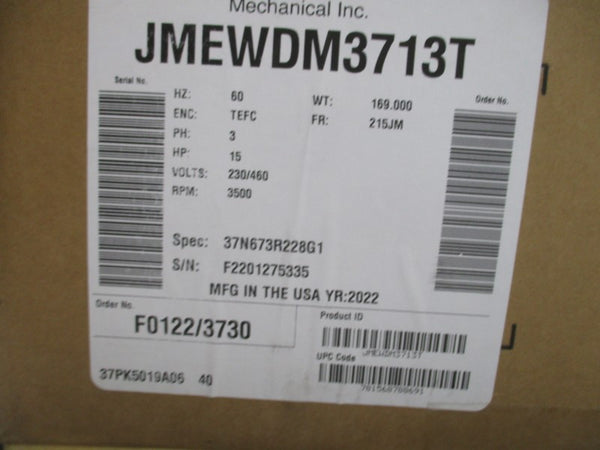 Mechanical Inc.
JMEWDM3713T
Serial No.
HZ: 60
WT: 169.000
Order No.
ENC: TEFC
FR: 215JM
PH: 3
HP: 15
VOLTS: 230/460
RPM: 3500
Spec: 37N673R228G1
S/N: F2201275335
MFG IN THE USA YR:2022
Order No.
F0122/3730
Product ID
JMEWDM3713T
UPC Code
781568788691
37PK5019A06 40